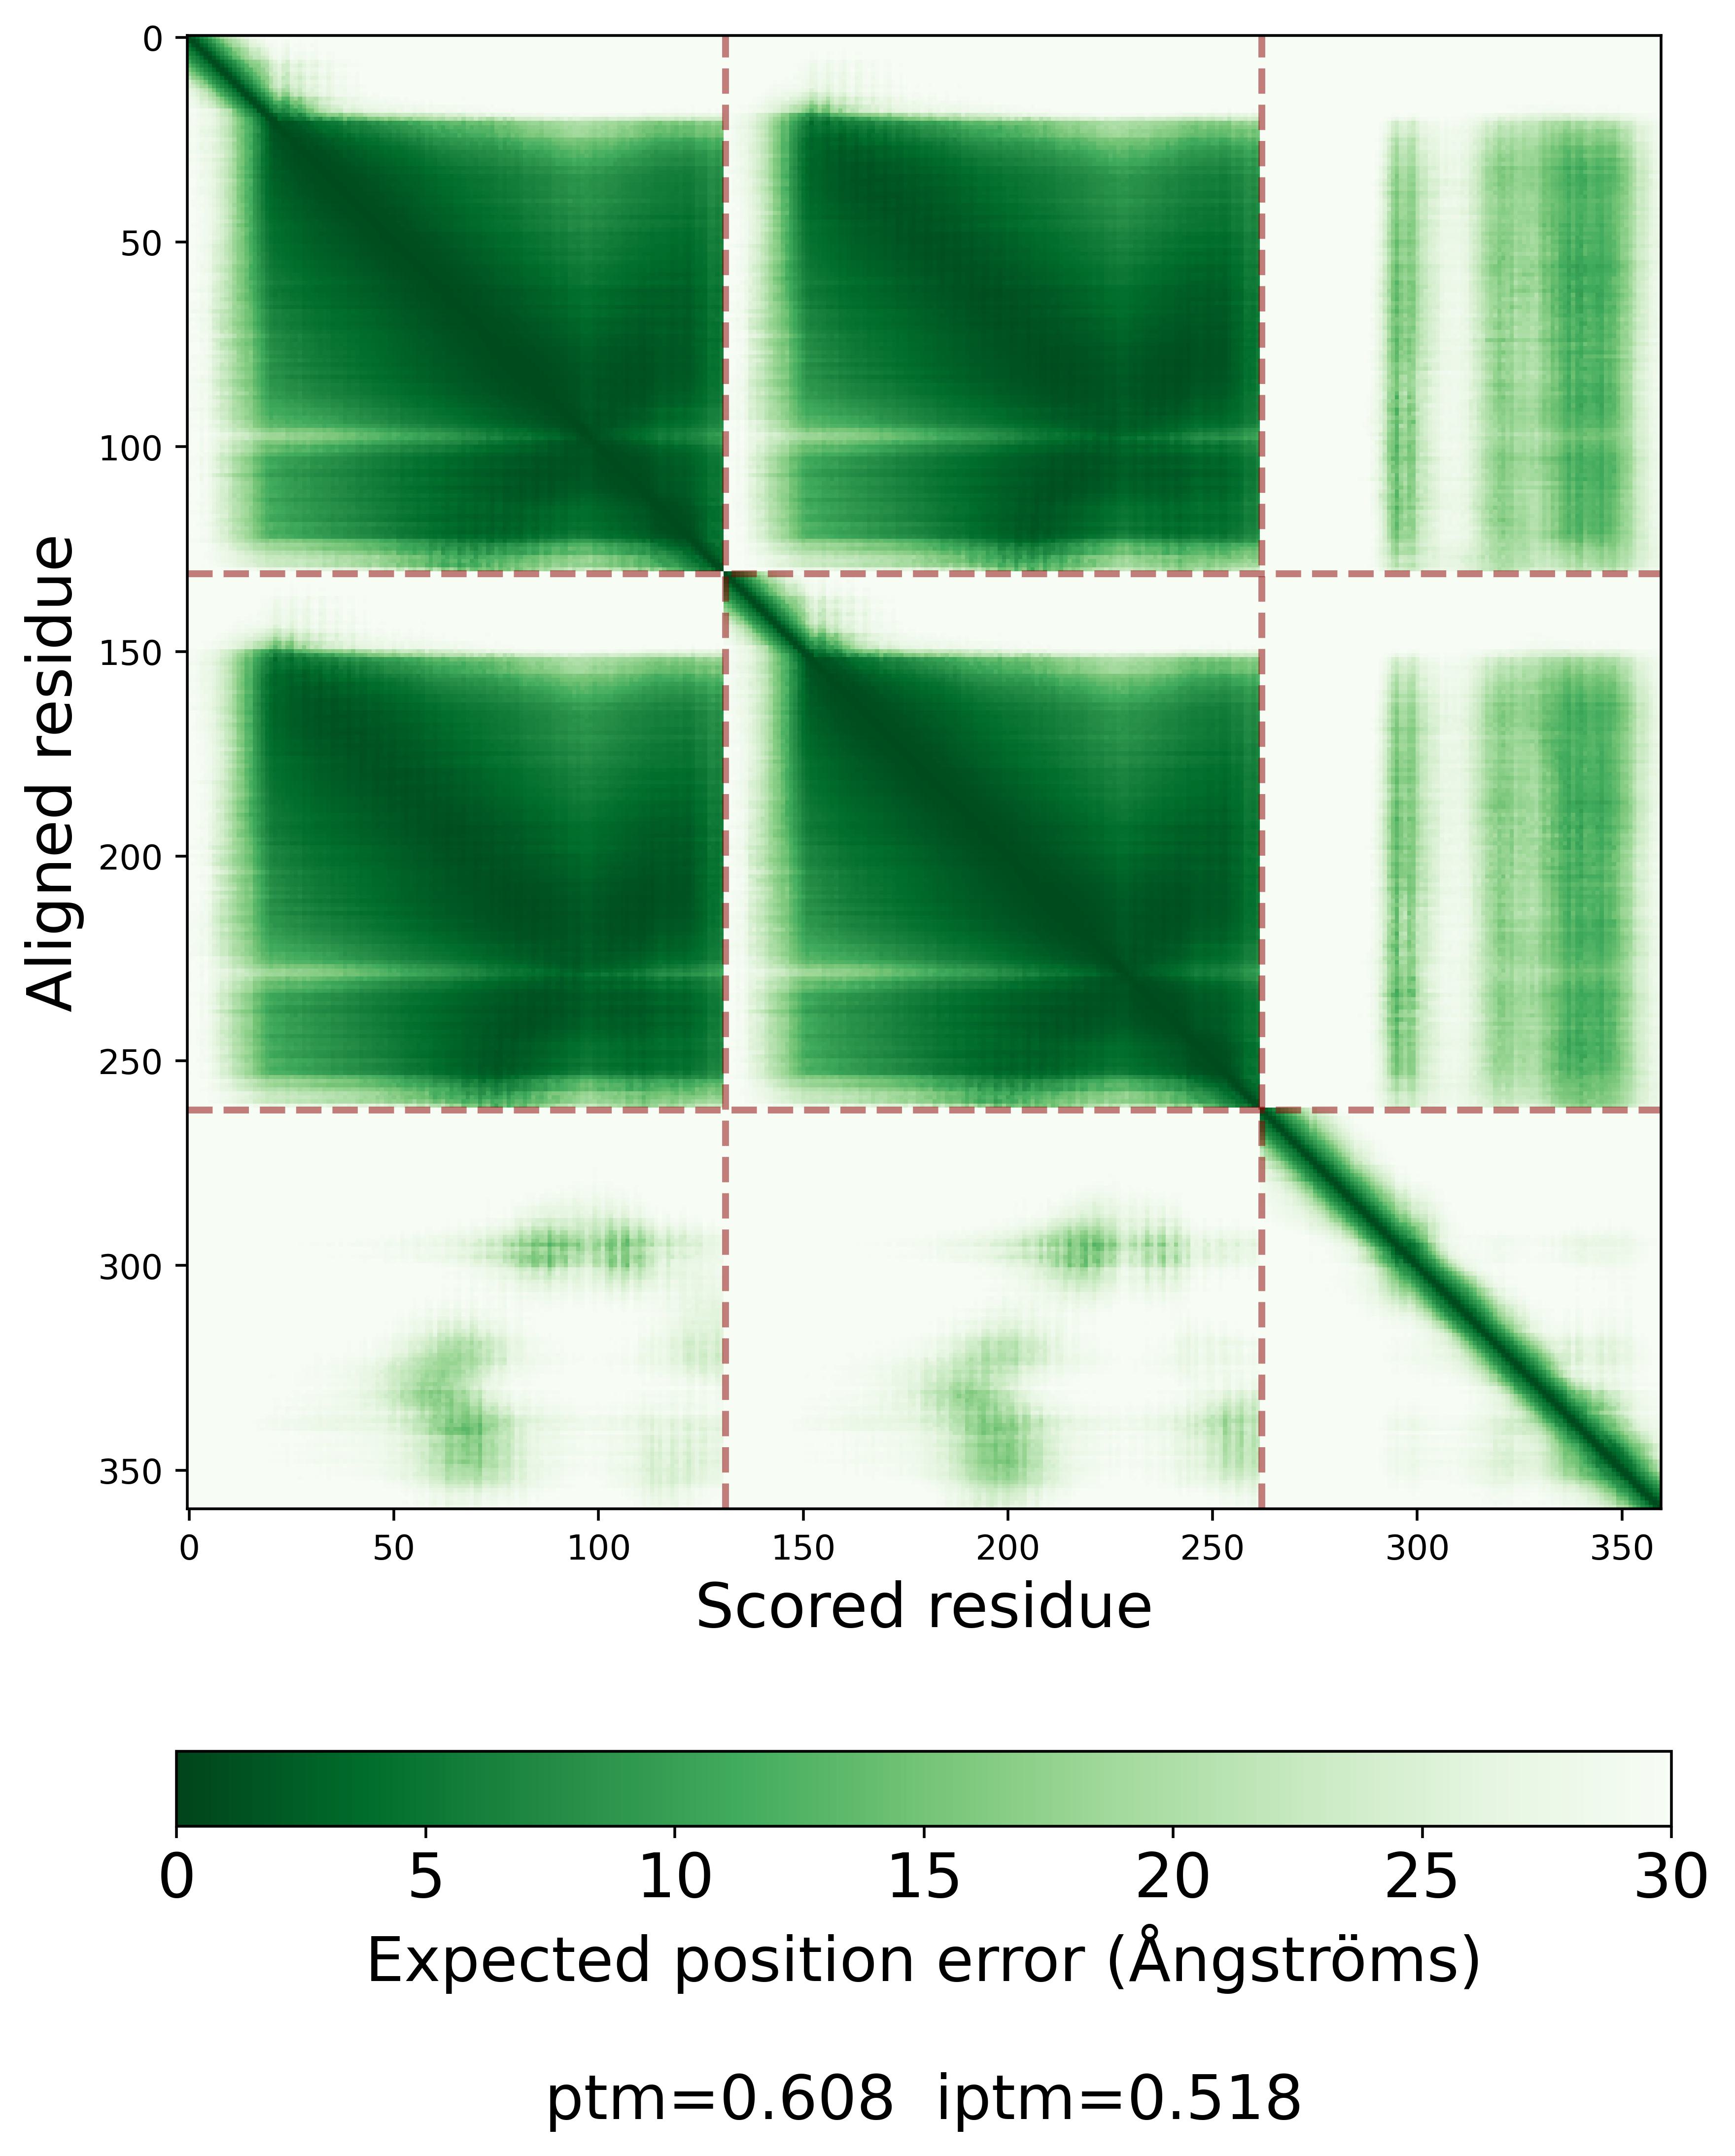 0
50
100
150
200
250
300
350
Aligned residue
0 50 100 150 200 250 300 350
Scored residue
0 5 10 15 20 25 30
Expected position error (Ångströms)
ptm=0.608 iptm=0.518